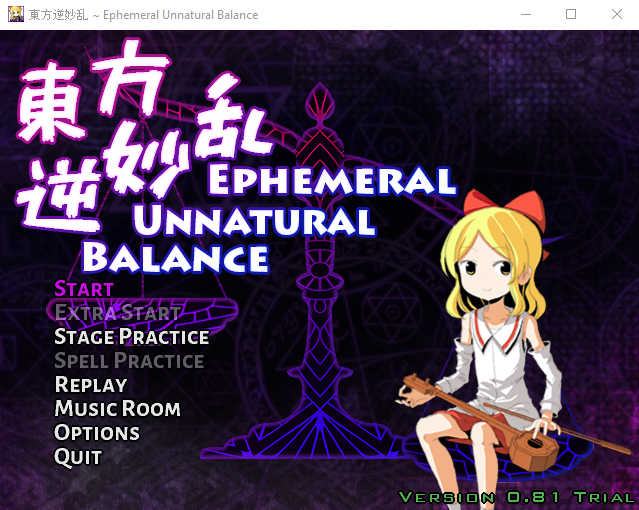 東方逆妙乱 ~ Ephemeral Unnatural Balance
東方
逆妙乱
Ephemeral
Unnatural
Balance
Start
Extra Start
Stage Practice
Spell Practice
Replay
Music Room
Options
Quit
Version 0.81 Trial